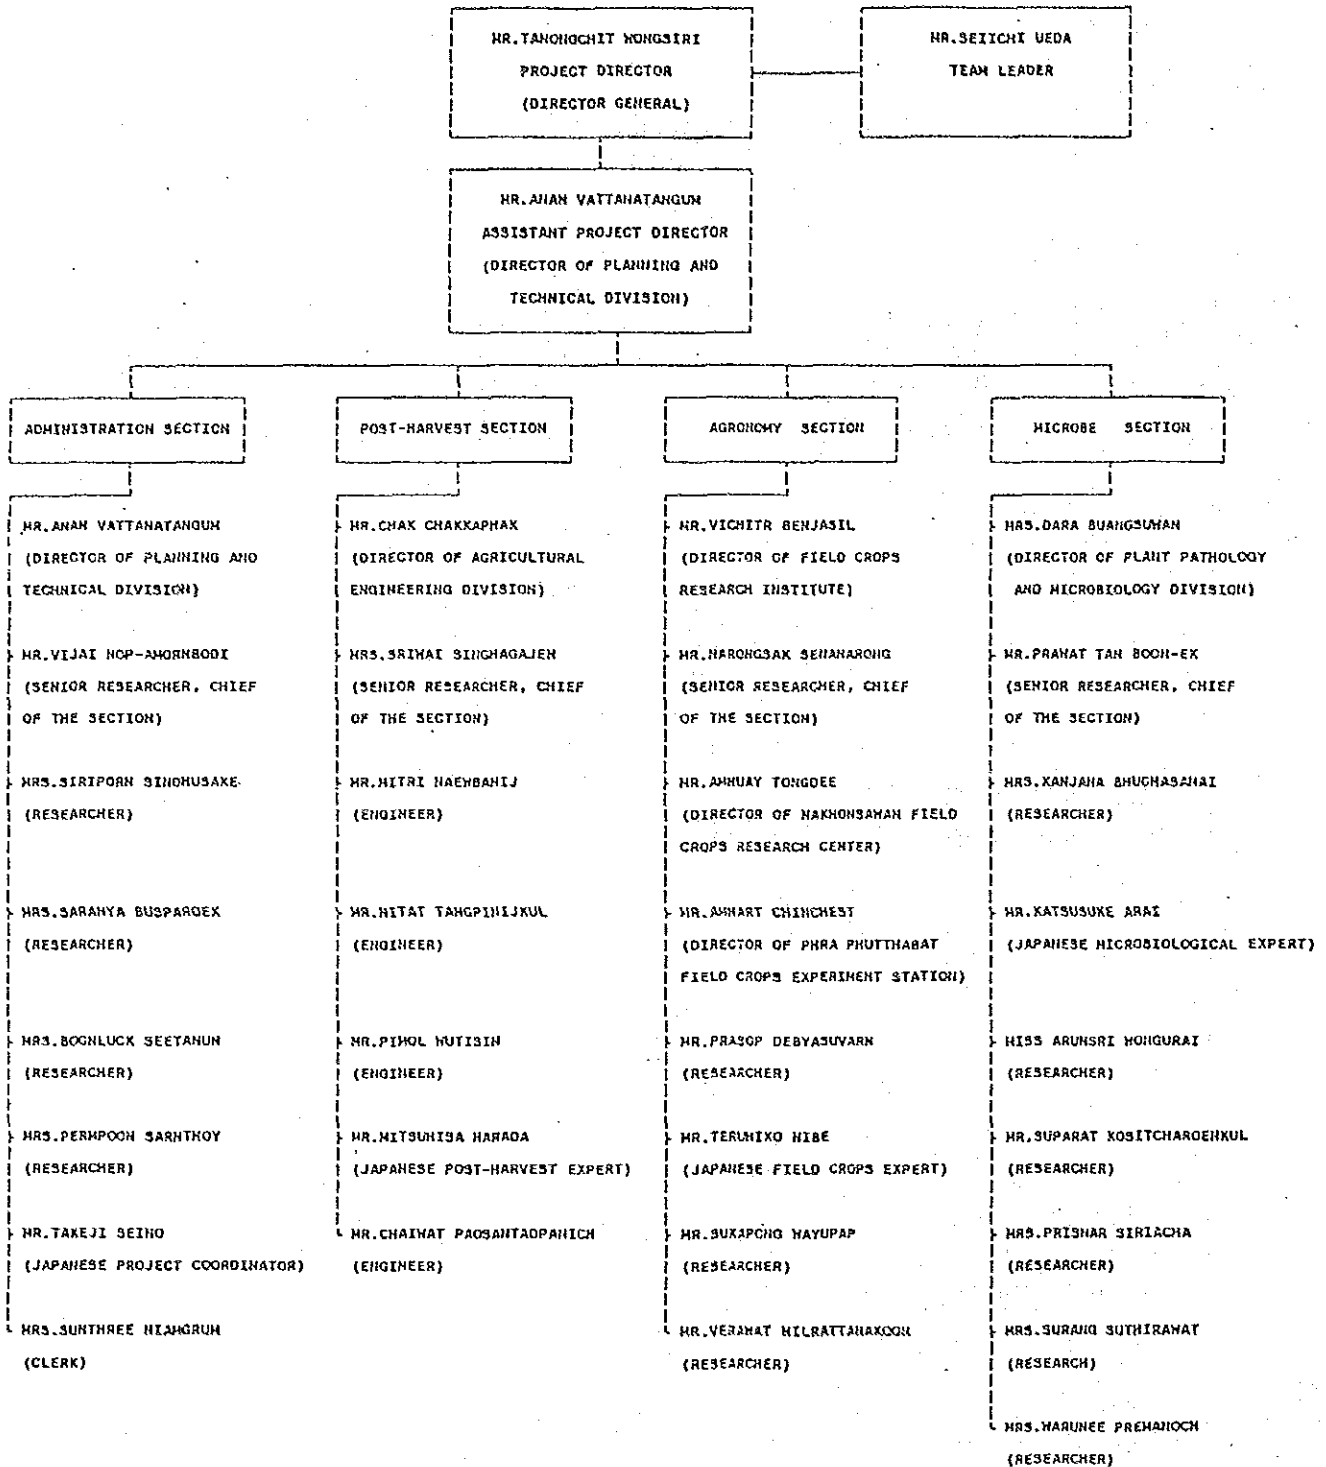 MR.TANONGCHIT WONGSIRI
PROJECT DIRECTOR
(DIRECTOR GENERAL)
MR.SEIICHI UEDA
TEAM LEADER
MR.ANAN VATTANATANGUM
ASSISTANT PROJECT DIRECTOR
(DIRECTOR OF PLANNING AND
TECHNICAL DIVISION)
ADMINISTRATION SECTION
MR.ANAN VATTANATANGUM
(DIRECTOR OF PLANNING AND
TECHNICAL DIVISION)
MR.VIJAI NOP-AMORNBODI
(SENIOR RESEARCHER, CHIEF
OF THE SECTION)
MRS.SIRIPORN SINDHUSAKE
(RESEARCHER)
MRS.SARANYA BUSPAROEK
(RESEARCHER)
MRS.BOONLUCK SEETANUN
(RESEARCHER)
MRS.PERMPOON SARNTHOY
(RESEARCHER)
MR.TAKEJI SEINO
(JAPANESE PROJECT COORDINATOR)
MRS.SUNTHREE NIAMGRUM
(CLERK)
POST-HARVEST SECTION
MR.CHAK CHAKKAPHAK
(DIRECTOR OF AGRICULTURAL
ENGINEERING DIVISION)
MRS.SRIWAI SINGHAGAJEN
(SENIOR RESEARCHER, CHIEF
OF THE SECTION)
MR.MITRI NAEWBANIJ
(ENGINEER)
MR.NITAT TANGPINIJKUL
(ENGINEER)
MR.PIMOL WUTISIN
(ENGINEER)
MR.MITSUHISA HARADA
(JAPANESE POST-HARVEST EXPERT)
MR.CHAIWAT PAOSANTADPANICH
(ENGINEER)
AGRONOMY SECTION
MR.VICHITR BENJASIL
(DIRECTOR OF FIELD CROPS
RESEARCH INSTITUTE)
MR.NARONGSAK SENANARONG
(SENIOR RESEARCHER, CHIEF
OF THE SECTION)
MR.AMNUAY TONGDEE
(DIRECTOR OF NAKHONSAWAN FIELD
CROPS RESEARCH CENTER)
MR.AMNART CHINCHEST
(DIRECTOR OF PHRA PHUTTHABAT
FIELD CROPS EXPERIMENT STATION)
MR.PRASOP DEBYASUVARN
(RESEARCHER)
MR.TERUHIKO NIBE
(JAPANESE FIELD CROPS EXPERT)
MR.SUKAPONG WAYUPAP
(RESEARCHER)
MR.VERAWAT NILRATTANAKOON
(RESEARCHER)
MICROBE SECTION
MRS.DARA BUANGSUWAN
(DIRECTOR OF PLANT PATHOLOGY
AND MICROBIOLOGY DIVISION)
MR.PRAWAT TAN BOON-EK
(SENIOR RESEARCHER, CHIEF
OF THE SECTION)
MRS.KANJANA BHUDHASAMAI
(RESEARCHER)
MR.KATSUSUKE ARAI
(JAPANESE MICROBIOLOGICAL EXPERT)
MISS ARUNSRI WONGURAI
(RESEARCHER)
MR.SUPARAT KOSITCHAROENKUL
(RESEARCHER)
MRS.PRISNAR SIRIACHA
(RESEARCHER)
MRS.SURANG SUTHIRAWAT
(RESEARCH)
MRS.WARUNEE PREMANOCH
(RESEARCHER)